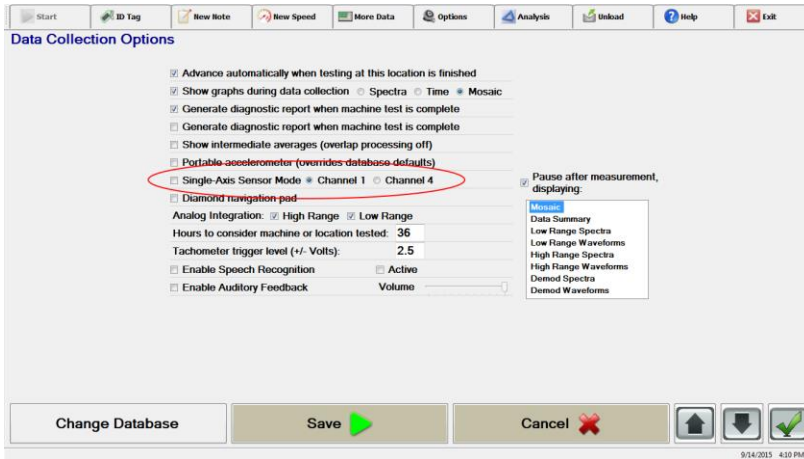 Start ID Tag New Note New Speed More Data Options Analysis Unload Help Exit
Data Collection Options
Advance automatically when testing at this location is finished
Show graphs during data collection Spectra Time Mosaic
Generate diagnostic report when machine test is complete
Generate diagnostic report when machine test is complete
Show intermediate averages (overlap processing off)
Portable accelerometer (overrides database defaults)
Single-Axis Sensor Mode Channel 1 Channel 4
Diamond navigation pad
Analog Integration: High Range Low Range
Hours to consider machine or location tested: 36
Tachometer trigger level (+/- Volts): 2.5
Enable Speech Recognition Active
Enable Auditory Feedback Volume
Pause after measurement,
displaying:
Mosaic
Data Summary
Low Range Spectra
Low Range Waveforms
High Range Spectra
High Range Waveforms
Demod Spectra
Demod Waveforms
Change Database Save Cancel
9/14/2015 4:10 PM